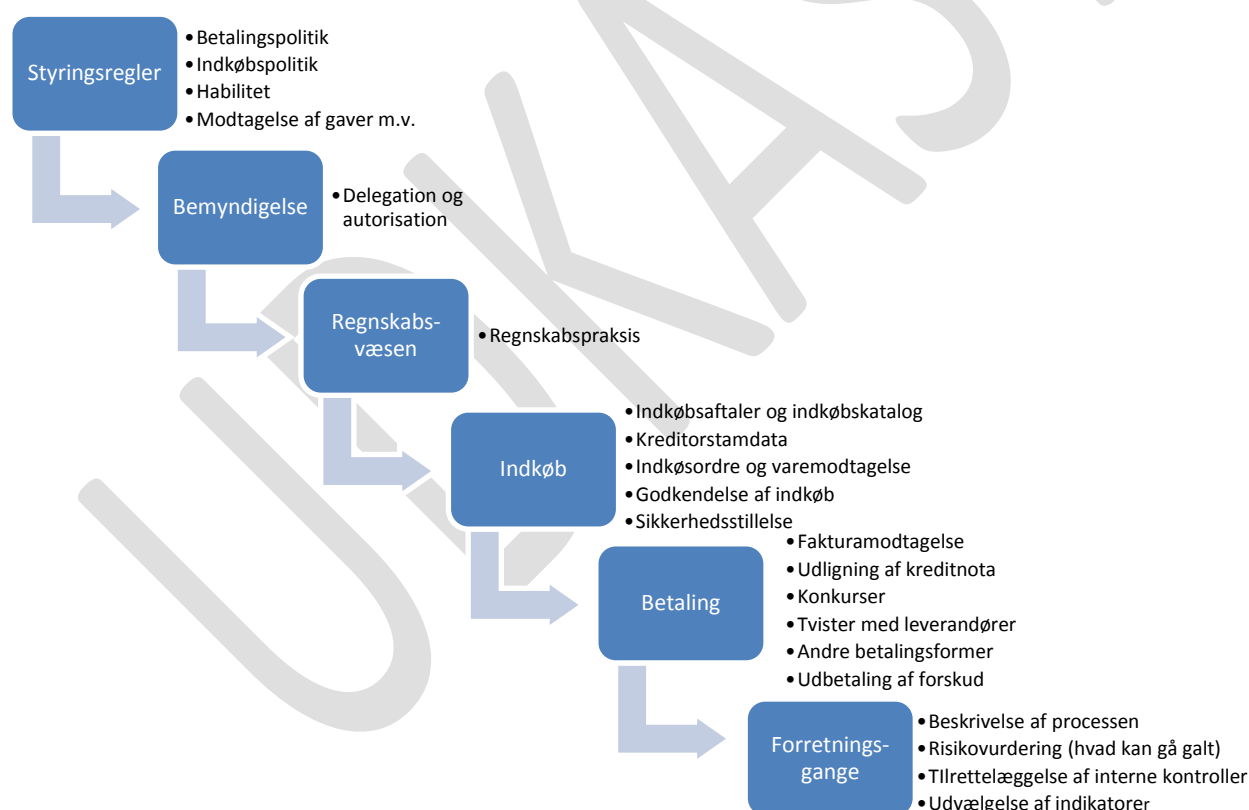 Styringsregler
•Betalingspolitik
•Indkøbspolitik
•Habilitet
•Modtagelse af gaver m.v.
Bemyndigelse
•Delegation og
autorisation
Regnskabs-
væsen
•Regnskabspraksis
Indkøb
•Indkøbsaftaler og indkøbskatalog
•Kreditorstamdata
•Indkøsordre og varemodtagelse
•Godkendelse af indkøb
•Sikkerhedsstillelse
Betaling
•Fakturamodtagelse
•Udligning af kreditnota
•Konkurser
•Tvister med leverandører
•Andre betalingsformer
•Udbetaling af forskud
Forretnings-
gange
•Beskrivelse af processen
•Risikovurdering (hvad kan gå galt)
•TIlrettelæggelse af interne kontroller
•Udvælgelse af indikatorer